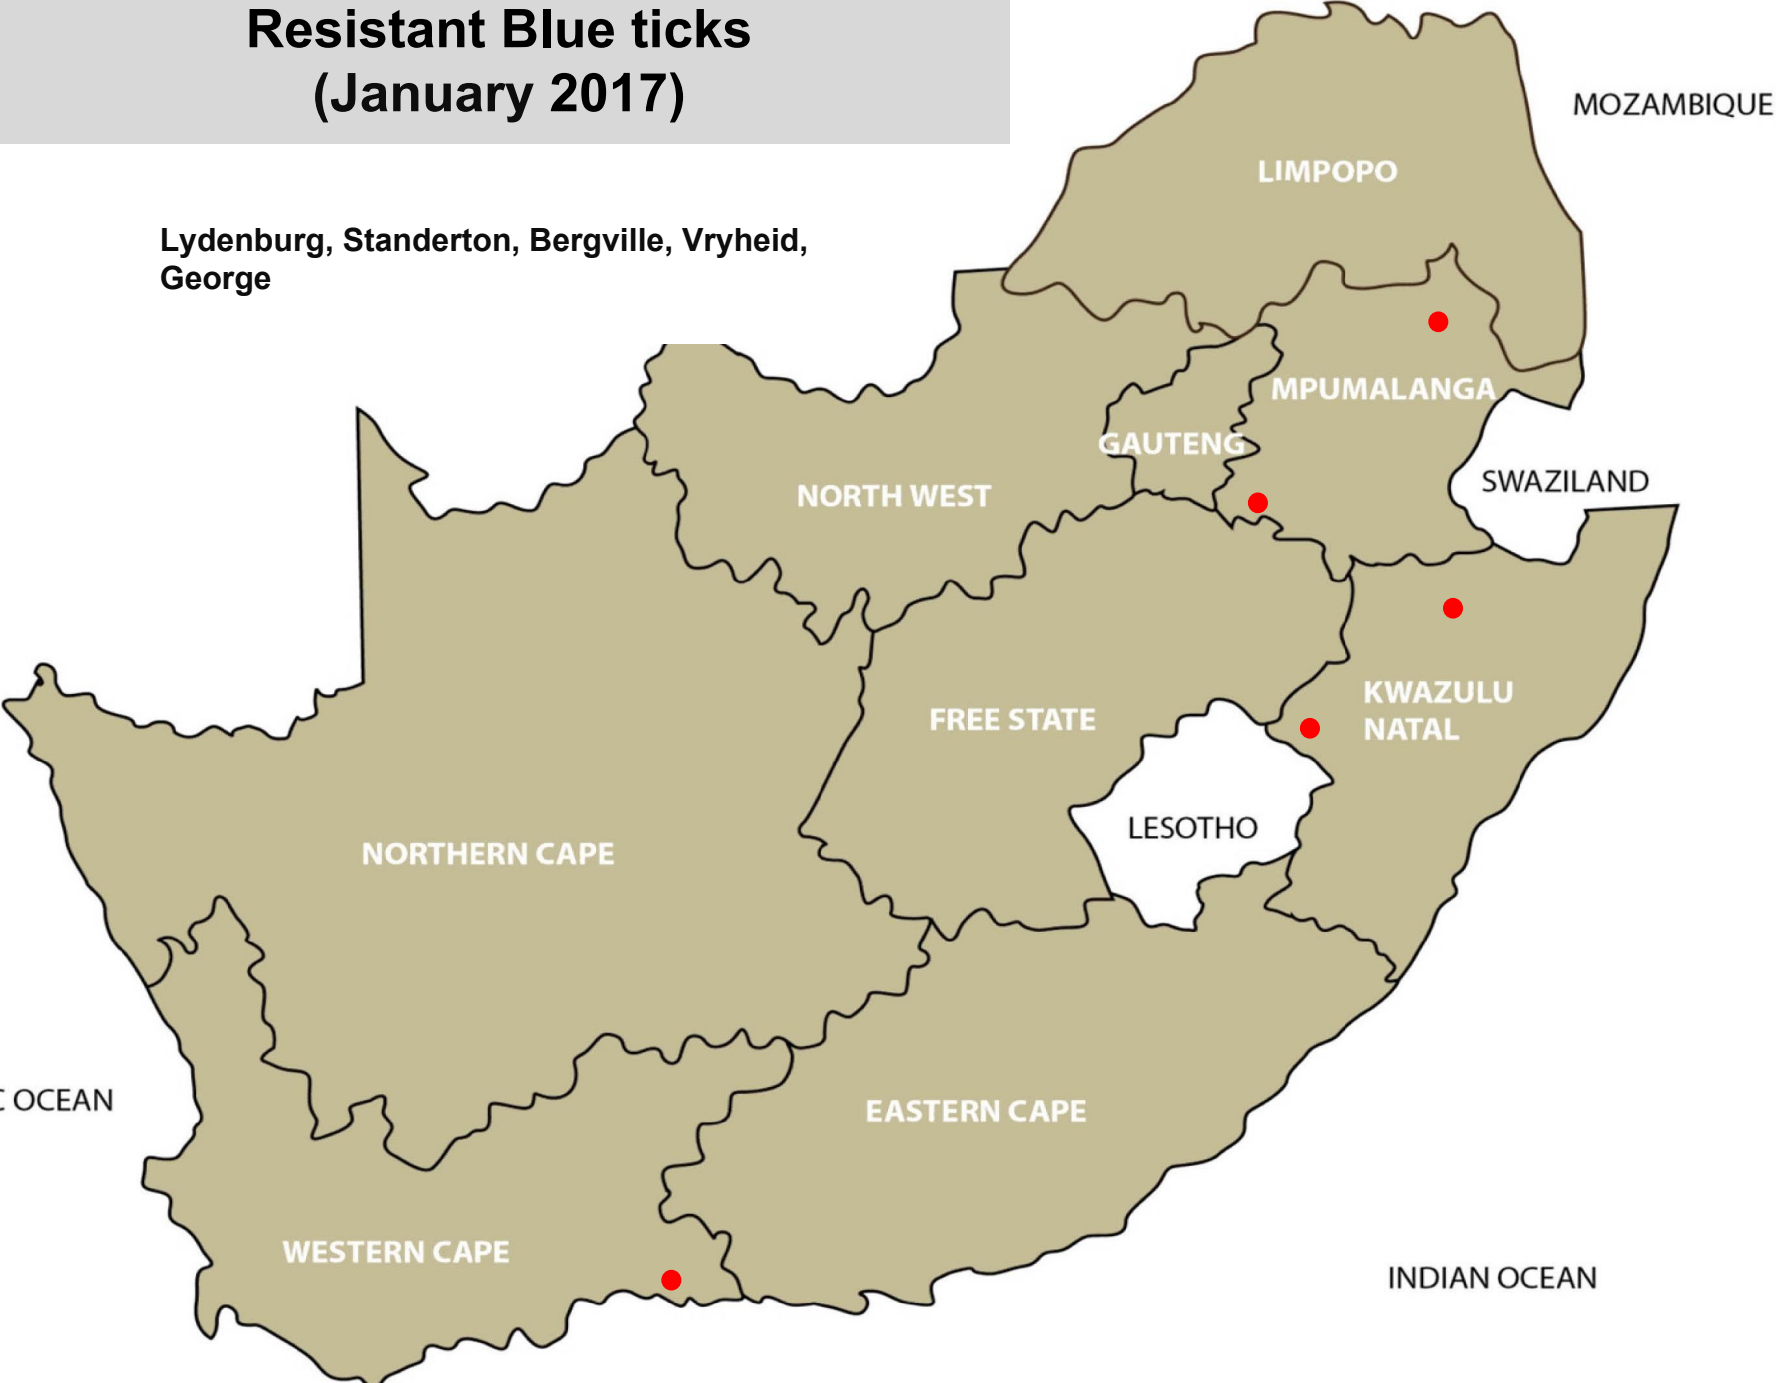 Resistant Blue ticks
(January 2017)
MOZAMBIQUE
LIMPOPO
Lydenburg, Standerton, Bergville, Vryheid,
George
MPUMALANGA
GAUTENG
SWAZILAND
NORTH WEST
KWAZULU
NATAL
FREE STATE
LESOTHO
NORTHERN CAPE
C OCEAN
EASTERN CAPE
WESTERN CAPE
INDIAN OCEAN